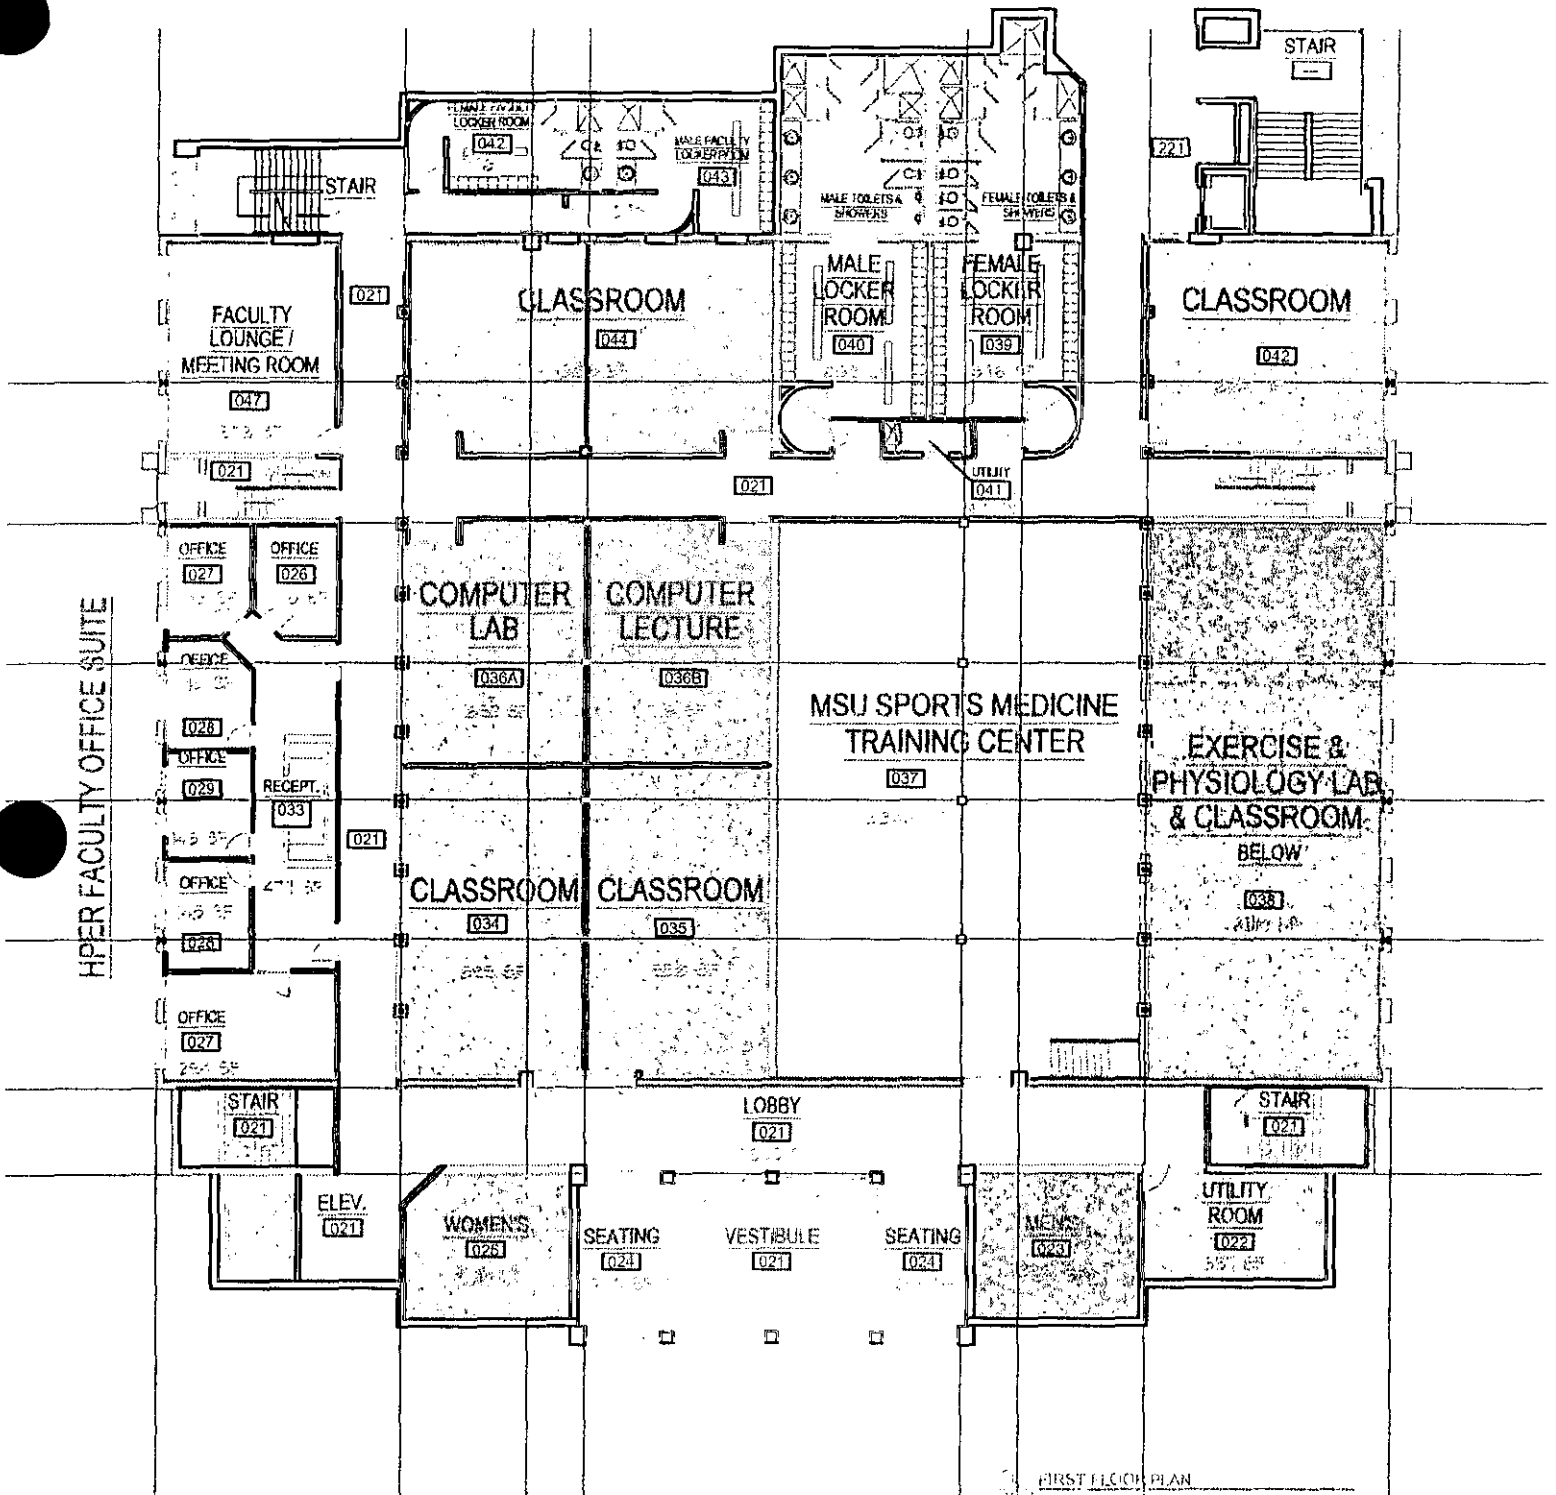 STAIR
FEMALE FACULTY
LOCKER ROOM
042
MALE FACULTY
LOCKER ROOM
043
221
STAIR
MALE TOILETS &
SHOWERS
FEMALE TOILETS &
SHOWERS
FACULTY
LOUNGE /
MEETING ROOM
047
021
CLASSROOM
044
MALE
LOCKER
ROOM
040
FEMALE
LOCKER
ROOM
039
CLASSROOM
042
021
021
UTILITY
041
HPER FACULTY OFFICE SUITE
OFFICE
027
OFFICE
026
COMPUTER
LAB
036A
COMPUTER
LECTURE
036B
OFFICE
028
OFFICE
029
RECEPT.
033
021
MSU SPORTS MEDICINE
TRAINING CENTER
037
EXERCISE &
PHYSIOLOGY LAB
& CLASSROOM
BELOW
038
OFFICE
028
CLASSROOM
034
CLASSROOM
035
OFFICE
027
STAIR
021
LOBBY
021
STAIR
021
ELEV.
021
WOMEN'S
025
SEATING
024
VESTIBULE
021
SEATING
024
MEN'S
023
UTILITY
ROOM
022
FIRST FLOOR PLAN